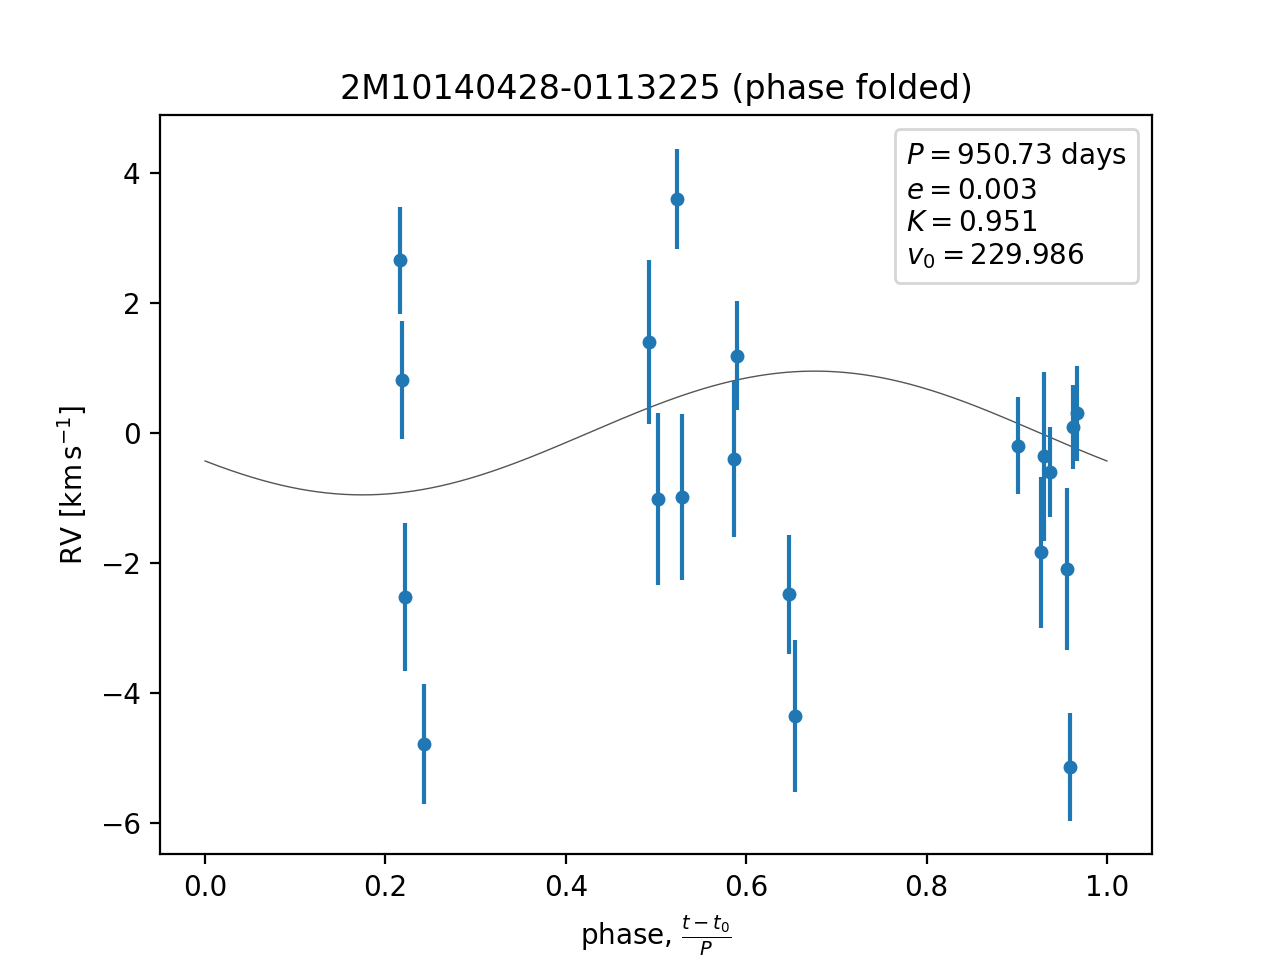 2M10140428-0113225 (phase folded)
P = 950.73 days
e = 0.003
K = 0.951
v₀ = 229.986
4
2
0
−2
−4
−6
RV [km s⁻¹]
0.0 0.2 0.4 0.6 0.8 1.0
phase, (t − t₀)/P